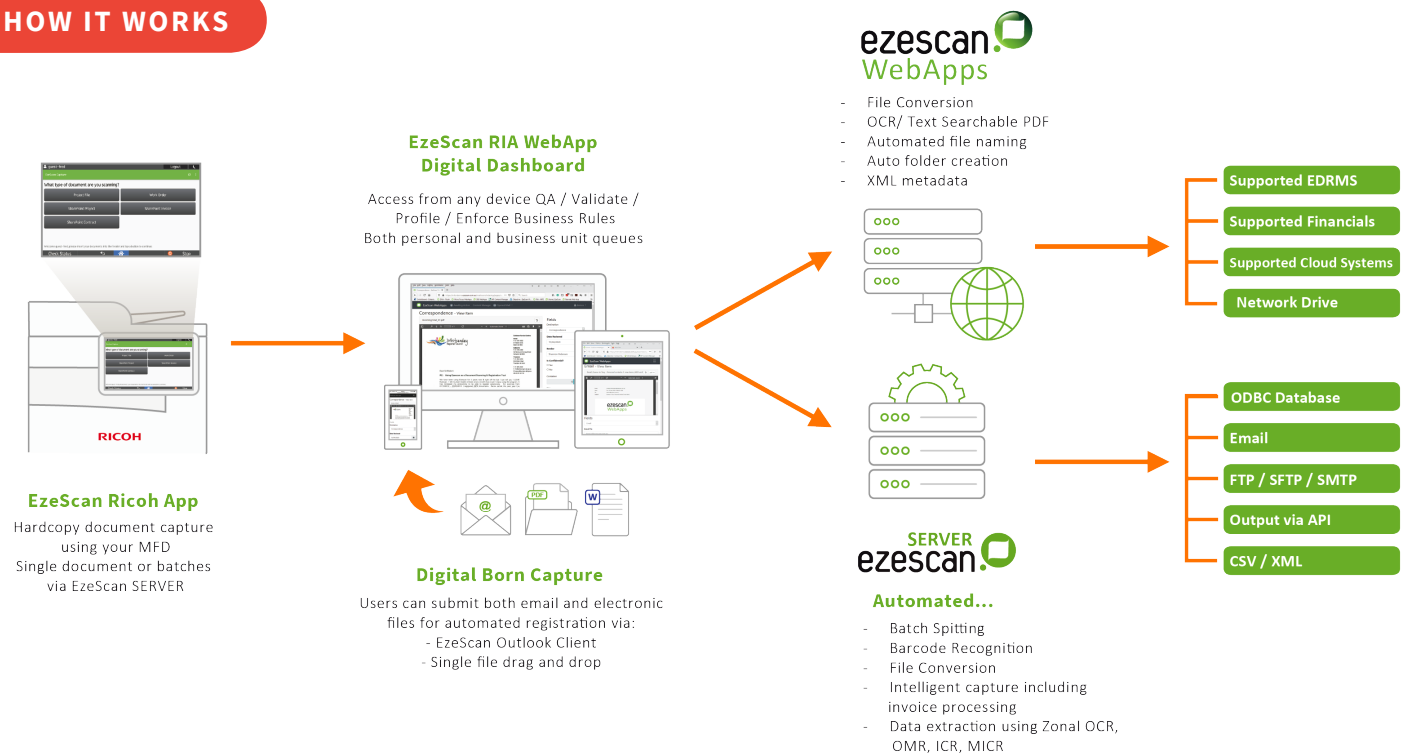 HOW IT WORKS
What type of document are you scanning?
RICOH
EzeScan Ricoh App
Hardcopy document capture
using your MFD
Single document or batches
via EzeScan SERVER
EzeScan RIA WebApp
Digital Dashboard
Access from any device QA / Validate /
Profile / Enforce Business Rules
Both personal and business unit queues
Correspondence - View Item
@
PDF
W
Digital Born Capture
Users can submit both email and electronic
files for automated registration via:
- EzeScan Outlook Client
- Single file drag and drop
ezescan
WebApps
- File Conversion
- OCR/ Text Searchable PDF
- Automated file naming
- Auto folder creation
- XML metadata
SERVER
ezescan
Automated...
- Batch Spitting
- Barcode Recognition
- File Conversion
- Intelligent capture including
invoice processing
- Data extraction using Zonal OCR,
OMR, ICR, MICR
Supported EDRMS
Supported Financials
Supported Cloud Systems
Network Drive
ODBC Database
Email
FTP / SFTP / SMTP
Output via API
CSV / XML